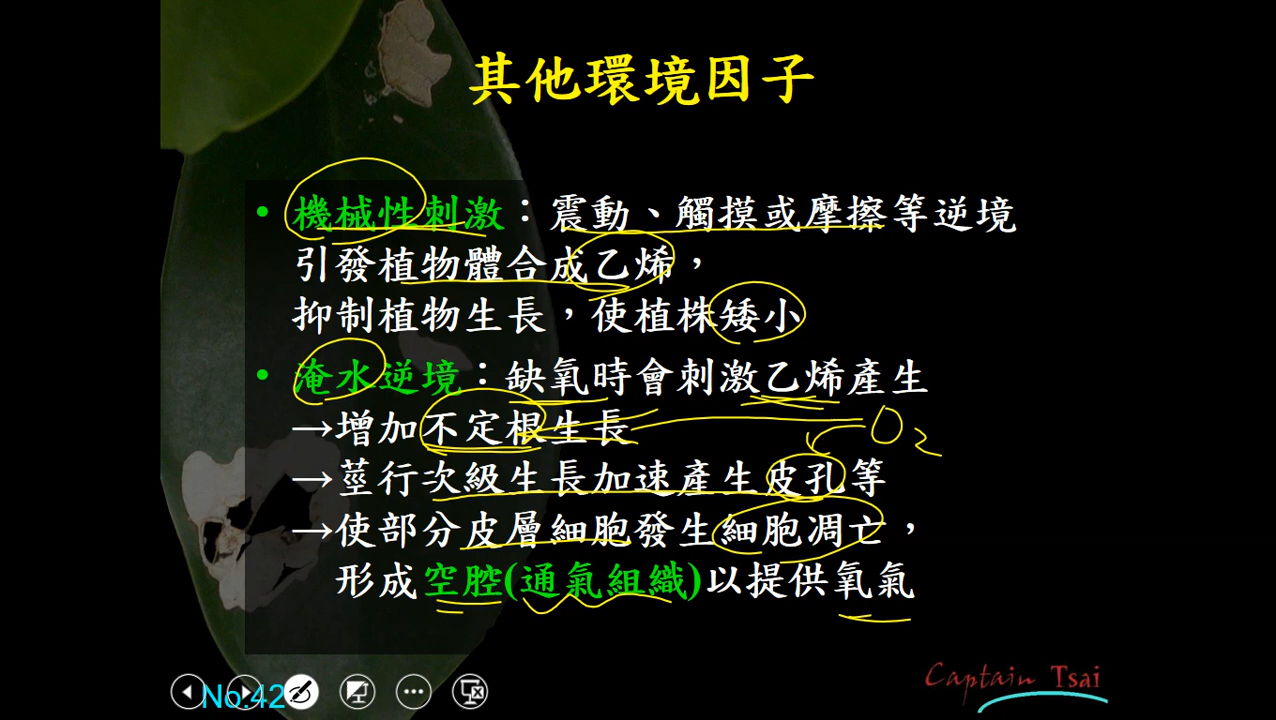 其他環境因子
• 機械性刺激：震動、觸摸或摩擦等逆境
引發植物體合成乙烯，
抑制植物生長，使植株矮小
• 淹水逆境：缺氧時會刺激乙烯產生
→增加不定根生長
O₂
→莖行次級生長加速產生皮孔等
→使部分皮層細胞發生細胞凋亡，
形成空腔(通氣組織)以提供氧氣
No.42
Captain Tsai